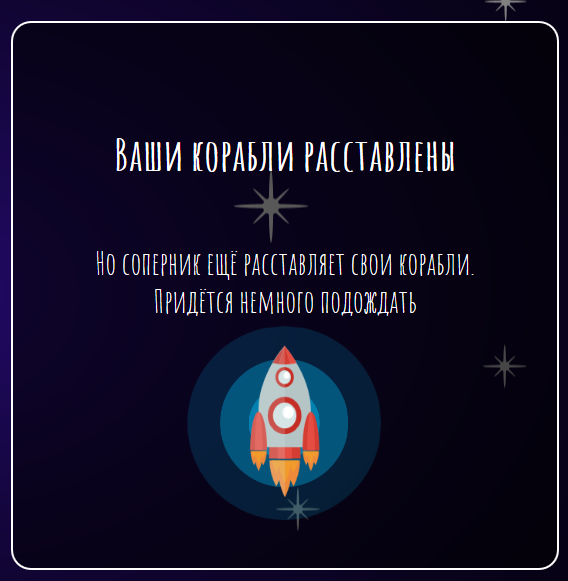 Ваши корабли расставлены
Но соперник ещё расставляет свои корабли.
Придётся немного подождать